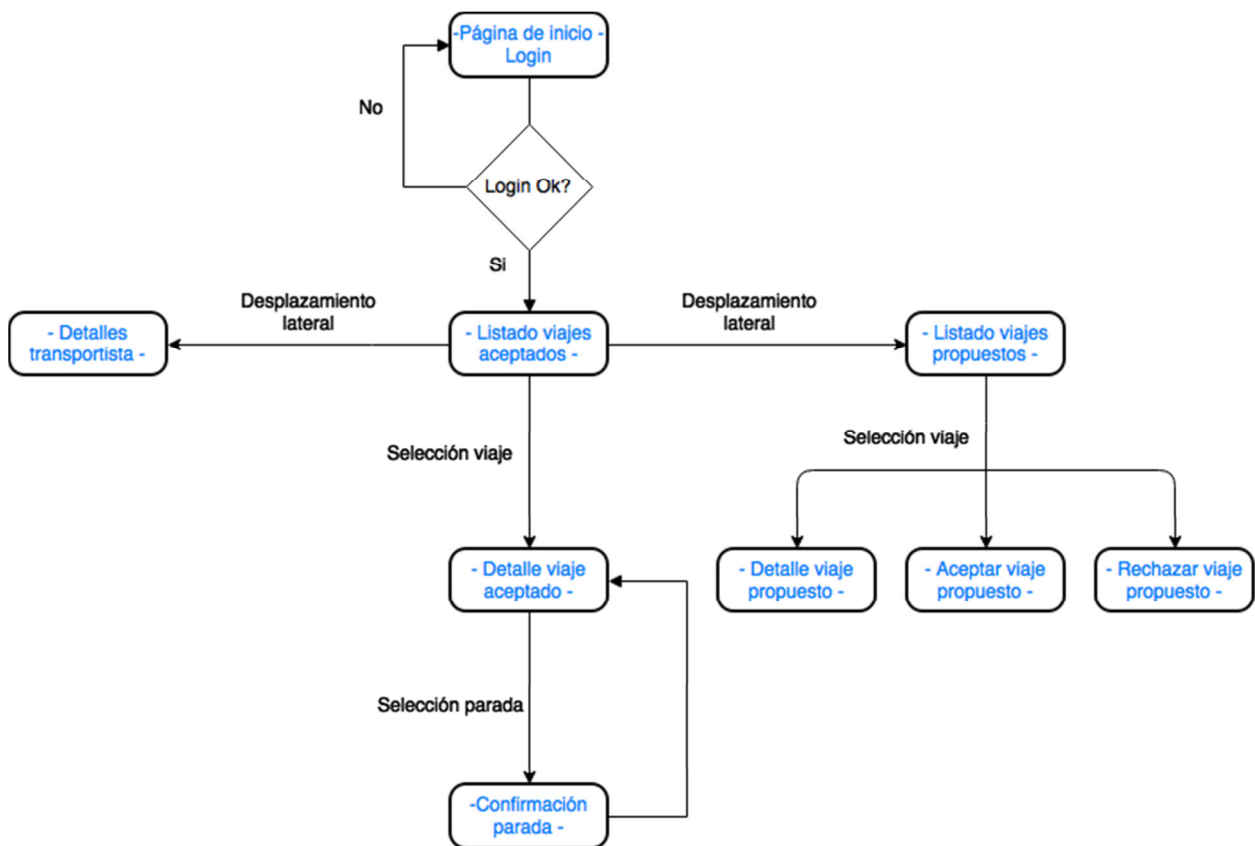 -Página de inicio -
Login
No
Login Ok?
Si
Desplazamiento
lateral
Desplazamiento
lateral
- Detalles
transportista -
- Listado viajes
aceptados -
- Listado viajes
propuestos -
Selección viaje
Selección viaje
- Detalle viaje
aceptado -
- Detalle viaje
propuesto -
- Aceptar viaje
propuesto -
- Rechazar viaje
propuesto -
Selección parada
-Confirmación
parada -